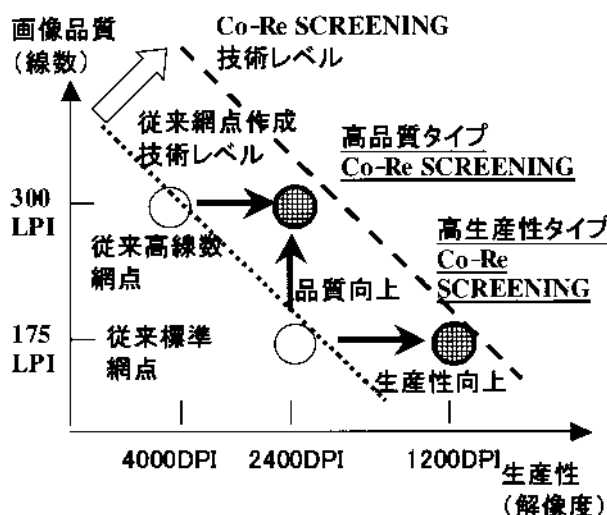 画像品質
(線数)
Co-Re SCREENING
技術レベル
従来網点作成
技術レベル
高品質タイプ
Co-Re SCREENING
300
LPI
従来高線数
網点
高生産性タイプ
Co-Re
SCREENING
品質向上
175
LPI
従来標準
網点
生産性向上
4000DPI
2400DPI
1200DPI
生産性
(解像度)